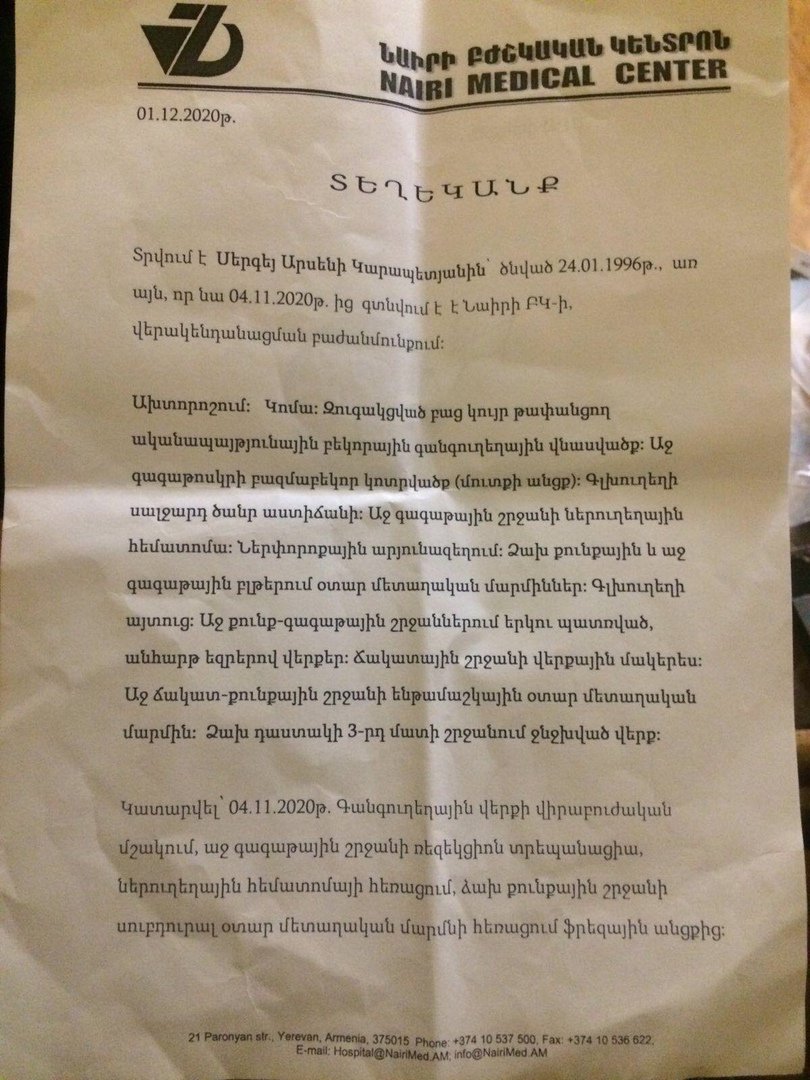 ՆԱԻՐԻ ԲԺՇԿԱԿԱՆ ԿԵՆՏՐՈՆ
NAIRI MEDICAL CENTER
01.12.2020թ.
ՏԵՂԵԿԱՆՔ
Տրվում է Սերգեյ Արսենի Կարապետյանին՝ ծնված 24.01.1996թ., առ
այն, որ նա 04.11.2020թ. ից գտնվում է է Նաիրի ԲԿ-ի,
վերակենդանացման բաժանմունքում:
Ախտորոշում: Կոմա: Զուգակցված բաց կույր թափանցող
ականապայթյունային բեկորային գանգուղեղային վնասվածք: Աջ
գագաթոսկրի բազմաբեկոր կոտրվածք (մուտքի անցք): Գլխուղեղի
սալջարդ ծանր աստիճանի: Աջ գագաթային շրջանի ներուղեղային
հեմատոմա: Ներփորոքային արյունազեղում: Ձախ քունքային և աջ
գագաթային բլթերում օտար մետաղական մարմիններ: Գլխուղեղի
այտուց: Աջ քունք-գագաթային շրջաններում երկու պատռված,
անհարթ եզրերով վերքեր: Ճակատային շրջանի վերքային մակերես:
Աջ ճակատ-քունքային շրջանի ենթամաշկային օտար մետաղական
մարմին: Ձախ դաստակի 3-րդ մատի շրջանում ջնջխված վերք:
Կատարվել՝ 04.11.2020թ. Գանգուղեղային վերքի վիրաբուժական
մշակում, աջ գագաթային շրջանի ռեզեկցիոն տրեպանացիա,
ներուղեղային հեմատոմայի հեռացում, ձախ քունքային շրջանի
սուբդուրալ օտար մետաղական մարմնի հեռացում ֆրեզային անցքից:
21 Paronyan str., Yerevan, Armenia, 375015 Phone: +374 10 537 500, Fax: +374 10 536 622,
E-mail: Hospital@NairiMed.AM; info@NairiMed.AM